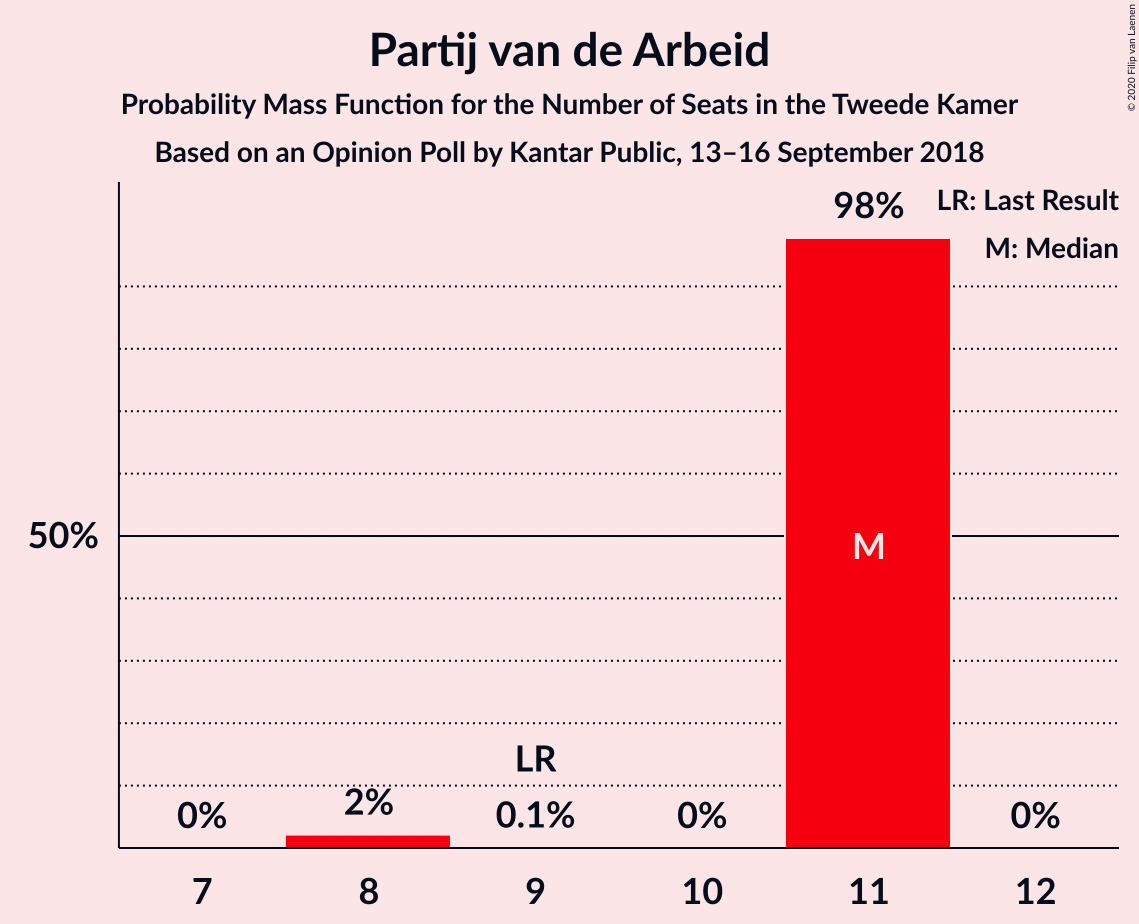 Partij van de Arbeid
Probability Mass Function for the Number of Seats in the Tweede Kamer
Based on an Opinion Poll by Kantar Public, 13–16 September 2018
© 2020 Filip van Laenen
LR: Last Result
M: Median
98%
50%
M
LR
0%
2%
0.1%
0%
0%
7
8
9
10
11
12